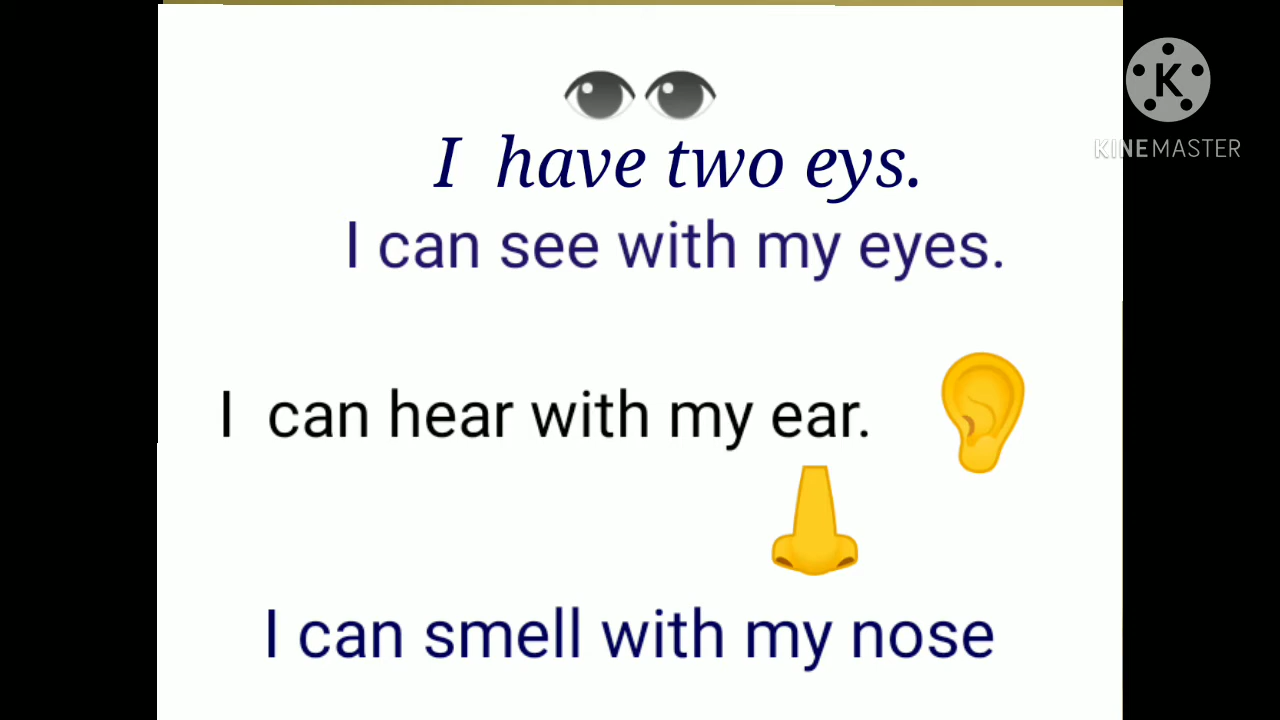 I have two eys.
I can see with my eyes.
I can hear with my ear.
I can smell with my nose
K
KINEMASTER